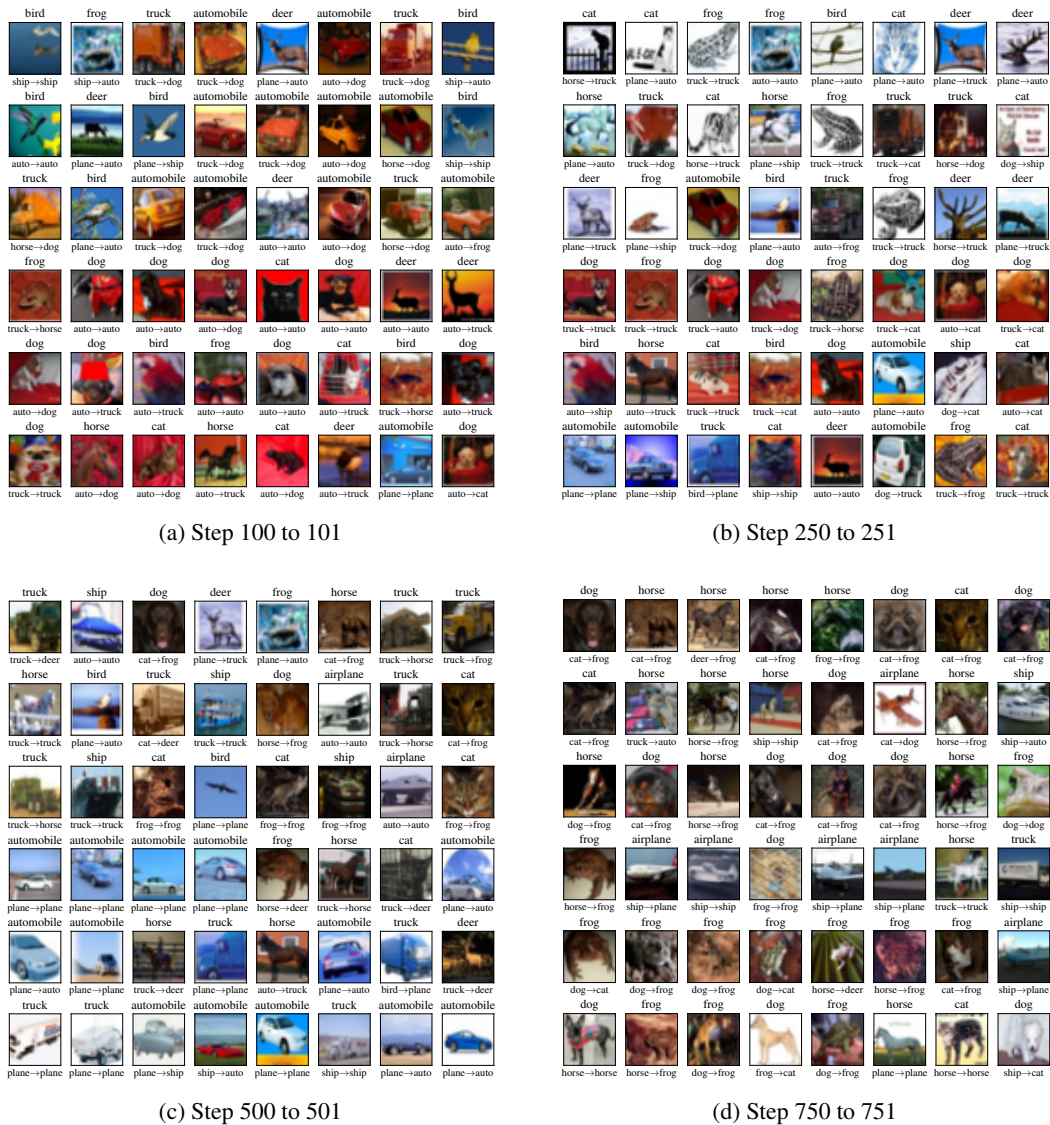 bird frog truck automobile deer automobile truck bird
ship→ship ship→auto truck→dog truck→dog plane→auto auto→dog truck→dog ship→auto
bird deer bird automobile automobile automobile automobile bird
auto→auto plane→auto plane→ship truck→dog truck→dog auto→dog horse→dog ship→ship
truck bird automobile automobile deer automobile truck automobile
horse→dog plane→auto truck→dog truck→dog auto→auto auto→dog horse→dog auto→frog
frog dog dog dog cat dog deer deer
truck→horse auto→auto auto→auto auto→dog auto→auto auto→auto auto→auto auto→truck
dog dog bird frog dog cat bird dog
auto→dog auto→truck auto→truck auto→auto auto→auto auto→truck truck→horse auto→truck
dog horse cat horse cat deer automobile dog
truck→truck auto→dog auto→dog auto→truck auto→dog auto→truck plane→plane auto→cat
(a) Step 100 to 101
cat cat frog frog bird cat deer deer
horse→truck plane→auto truck→truck auto→auto plane→auto plane→auto plane→truck plane→auto
horse truck cat horse frog truck truck cat
plane→auto truck→dog horse→truck plane→ship truck→truck truck→cat horse→dog dog→ship
deer frog automobile bird truck frog deer deer
plane→truck plane→ship truck→dog plane→auto auto→frog truck→truck horse→truck plane→truck
dog frog dog dog frog dog dog dog
truck→truck truck→truck auto→auto truck→dog truck→horse truck→cat auto→cat truck→cat
bird horse cat bird dog automobile ship cat
auto→ship auto→truck truck→truck truck→cat auto→auto plane→auto dog→cat auto→cat
automobile automobile truck cat deer automobile frog cat
plane→plane plane→ship bird→plane ship→ship auto→auto dog→truck truck→frog truck→truck
(b) Step 250 to 251
truck ship dog deer frog horse truck truck
truck→deer auto→auto cat→frog plane→truck plane→auto cat→frog truck→horse truck→frog
horse bird truck ship dog airplane truck cat
truck→truck plane→auto cat→deer truck→truck horse→frog auto→auto truck→horse cat→frog
truck ship cat bird cat ship airplane cat
truck→horse truck→truck frog→frog plane→plane frog→frog frog→frog auto→auto frog→frog
automobile automobile automobile automobile frog horse cat automobile
plane→plane plane→plane plane→plane plane→plane horse→deer truck→horse truck→deer plane→auto
automobile automobile horse truck horse automobile truck deer
plane→auto plane→plane truck→deer plane→plane auto→truck plane→auto bird→plane truck→deer
truck truck automobile automobile automobile truck automobile automobile
plane→plane plane→plane plane→ship ship→auto plane→plane ship→ship plane→auto plane→auto
(c) Step 500 to 501
dog horse horse horse horse dog cat dog
cat→frog cat→frog deer→frog cat→frog frog→frog cat→frog cat→frog cat→frog
cat horse horse horse dog airplane horse ship
cat→frog truck→auto horse→frog ship→ship cat→frog cat→dog horse→frog ship→auto
horse dog horse dog dog dog horse frog
dog→frog cat→frog horse→frog cat→frog cat→frog cat→frog horse→frog dog→dog
frog airplane airplane dog airplane airplane horse truck
horse→frog ship→plane ship→ship frog→frog ship→plane ship→plane truck→truck ship→ship
frog frog frog frog frog frog frog airplane
dog→cat dog→frog dog→frog dog→cat horse→deer horse→frog cat→frog ship→plane
dog frog frog dog frog horse cat dog
horse→horse horse→frog dog→frog frog→cat dog→frog plane→plane horse→horse ship→cat
(d) Step 750 to 751